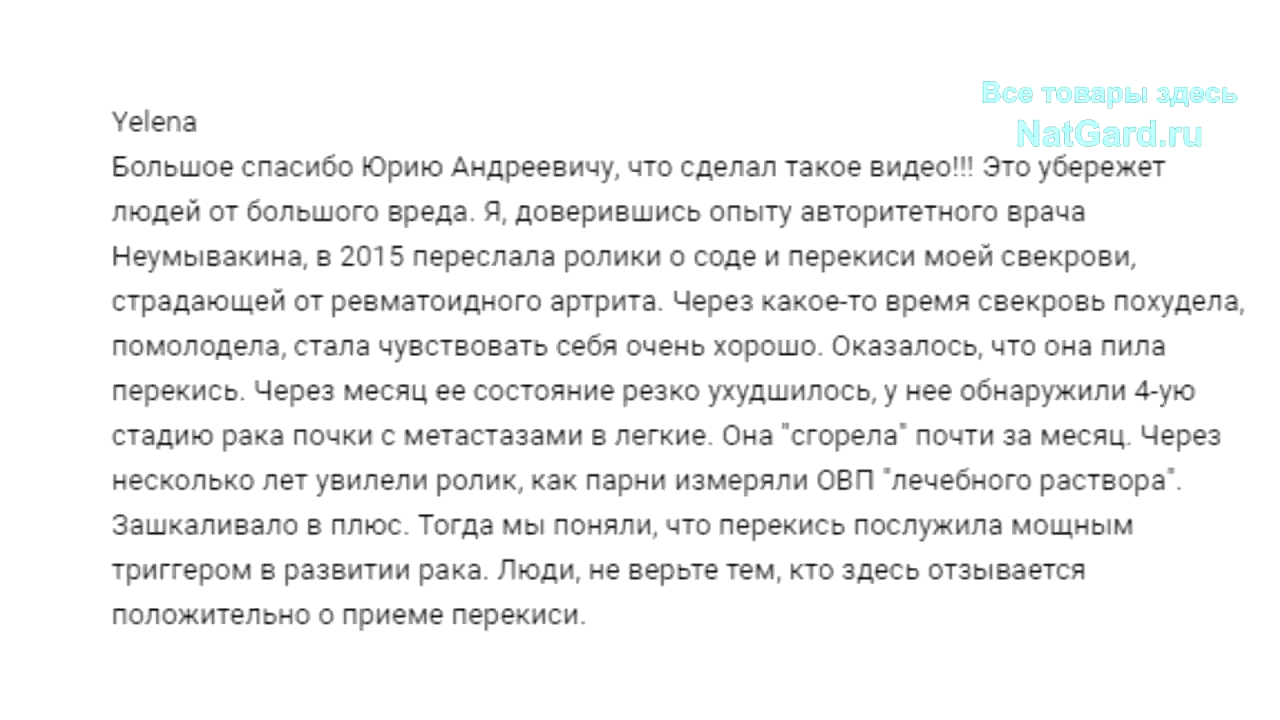 Все товары здесь
NatGard.ru
Yelena
Большое спасибо Юрию Андреевичу, что сделал такое видео!!! Это убережет
людей от большого вреда. Я, доверившись опыту авторитетного врача
Неумывакина, в 2015 переслала ролики о соде и перекиси моей свекрови,
страдающей от ревматоидного артрита. Через какое-то время свекровь похудела,
помолодела, стала чувствовать себя очень хорошо. Оказалось, что она пила
перекись. Через месяц ее состояние резко ухудшилось, у нее обнаружили 4-ую
стадию рака почки с метастазами в легкие. Она "сгорела" почти за месяц. Через
несколько лет увилели ролик, как парни измеряли ОВП "лечебного раствора".
Зашкаливало в плюс. Тогда мы поняли, что перекись послужила мощным
триггером в развитии рака. Люди, не верьте тем, кто здесь отзывается
положительно о приеме перекиси.